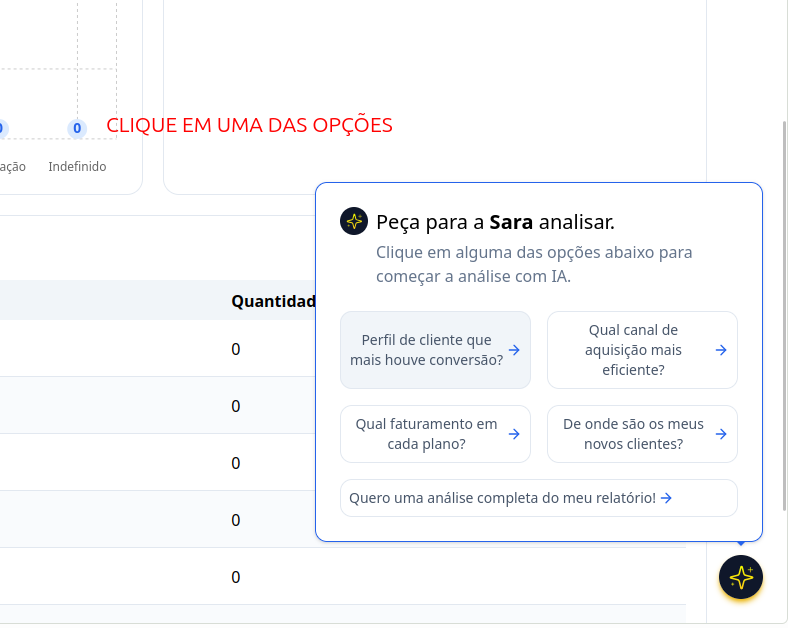 0
CLIQUE EM UMA DAS OPÇÕES
ação
Indefinido
Peça para a Sara analisar.
Clique em alguma das opções abaixo para
começar a análise com IA.
Quantidad
Perfil de cliente que
mais houve conversão?
Qual canal de
aquisição mais
eficiente?
0
0
Qual faturamento em
cada plano?
De onde são os meus
novos clientes?
0
Quero uma análise completa do meu relatório!
0
0